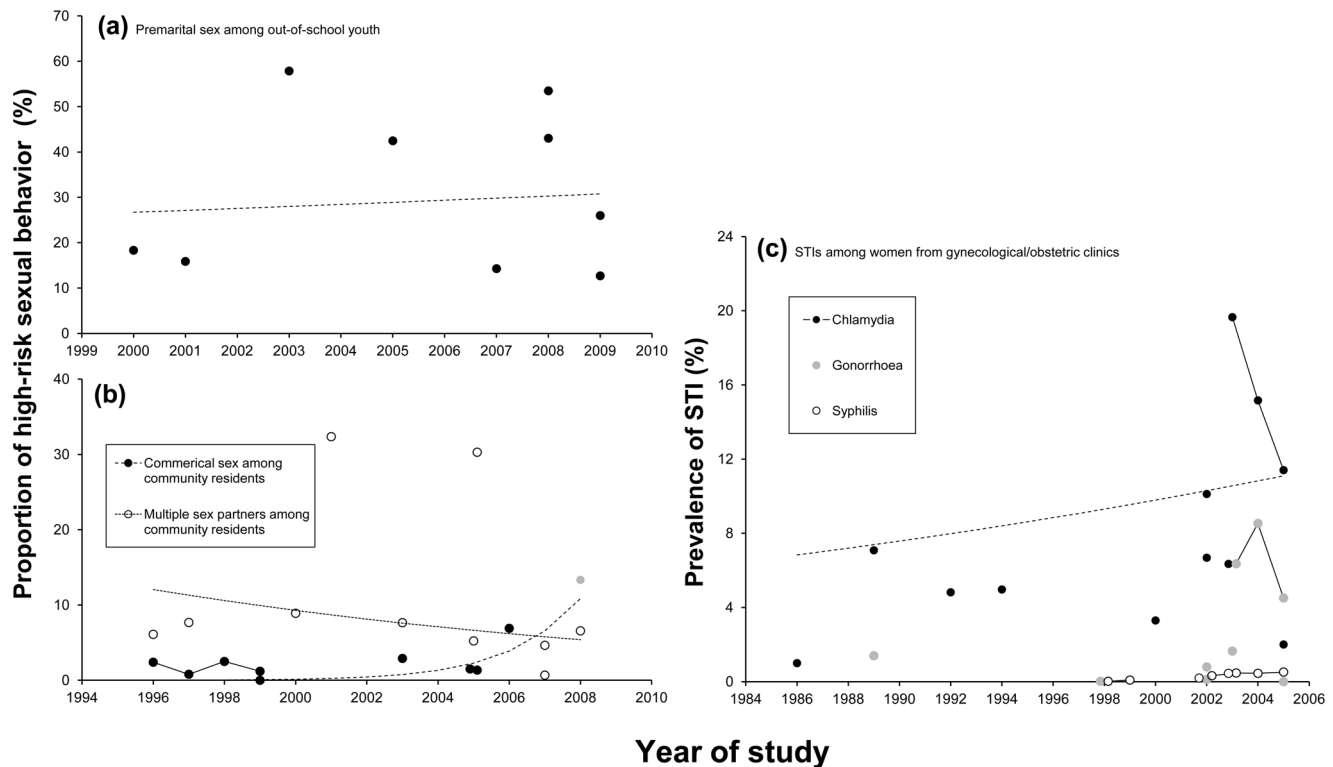 Proportion of high-risk sexual behavior (%)
(a) Premarital sex among out-of-school youth
70
60
50
40
30
20
10
0
1999 2000 2001 2002 2003 2004 2005 2006 2007 2008 2009 2010
(b)
40
30
20
10
0
Commerical sex among
community residents
Multiple sex partners among
community residents
1994 1996 1998 2000 2002 2004 2006 2008 2010
(c) STIs among women from gynecological/obstetric clinics
Prevalence of STI (%)
24
20
16
12
8
4
0
Chlamydia
Gonorrhoea
Syphilis
1984 1986 1988 1990 1992 1994 1996 1998 2000 2002 2004 2006
Year of study